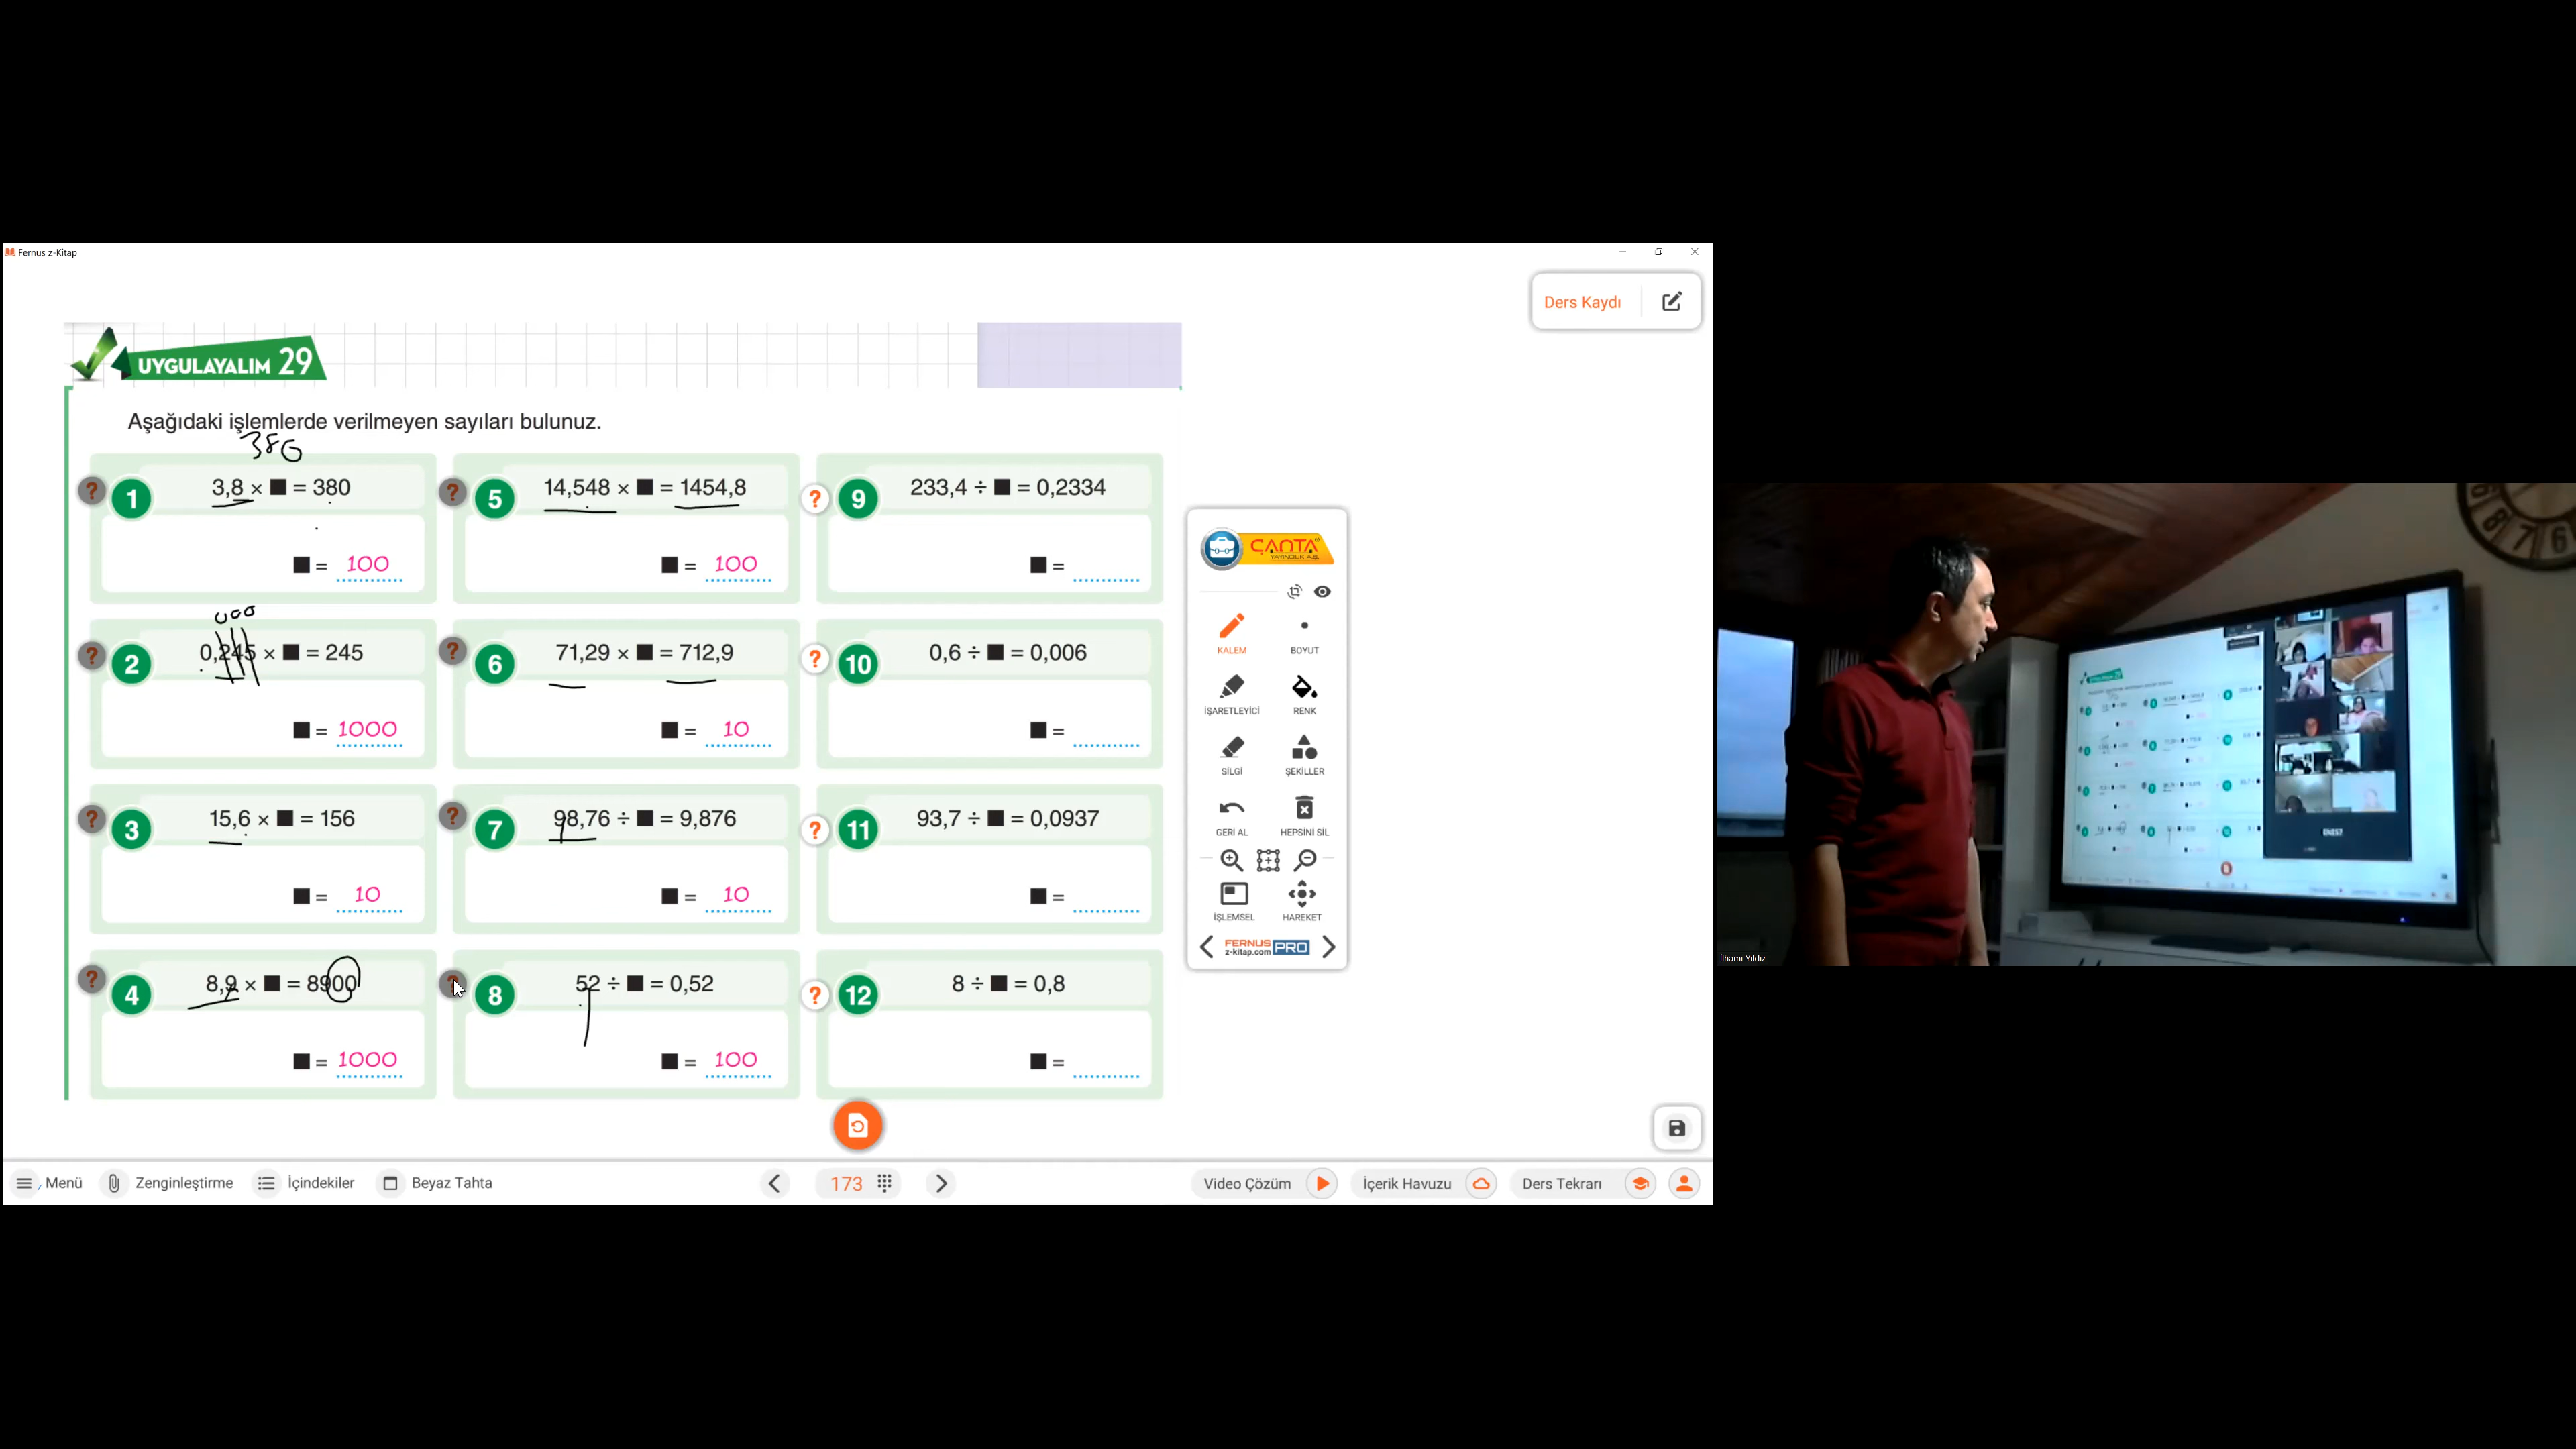 Fernus z-Kitap
Ders Kaydı
UYGULAYALIM 29
Aşağıdaki işlemlerde verilmeyen sayıları bulunuz.
380
? 1 3,8 × ■ = 380
■ = 100
000
? 2 0,245 × ■ = 245
■ = 1000
? 3 15,6 × ■ = 156
■ = 10
? 4 8,9 × ■ = 8900
■ = 1000
? 5 14,548 × ■ = 1454,8
■ = 100
? 6 71,29 × ■ = 712,9
■ = 10
? 7 98,76 ÷ ■ = 9,876
■ = 10
? 8 52 ÷ ■ = 0,52
■ = 100
? 9 233,4 ÷ ■ = 0,2334
■ = ...........
? 10 0,6 ÷ ■ = 0,006
■ = ...........
? 11 93,7 ÷ ■ = 0,0937
■ = ...........
? 12 8 ÷ ■ = 0,8
■ = ...........
ÇANTA
YAYINCILIK A.Ş.
KALEM BOYUT
İŞARETLEYİCİ RENK
SİLGİ ŞEKİLLER
GERİ AL HEPSİNİ SİL
İŞLEMSEL HAREKET
FERNUS PRO
z-kitap.com
İlhami Yıldız
Menü Zenginleştirme İçindekiler Beyaz Tahta 173 Video Çözüm İçerik Havuzu Ders Tekrarı